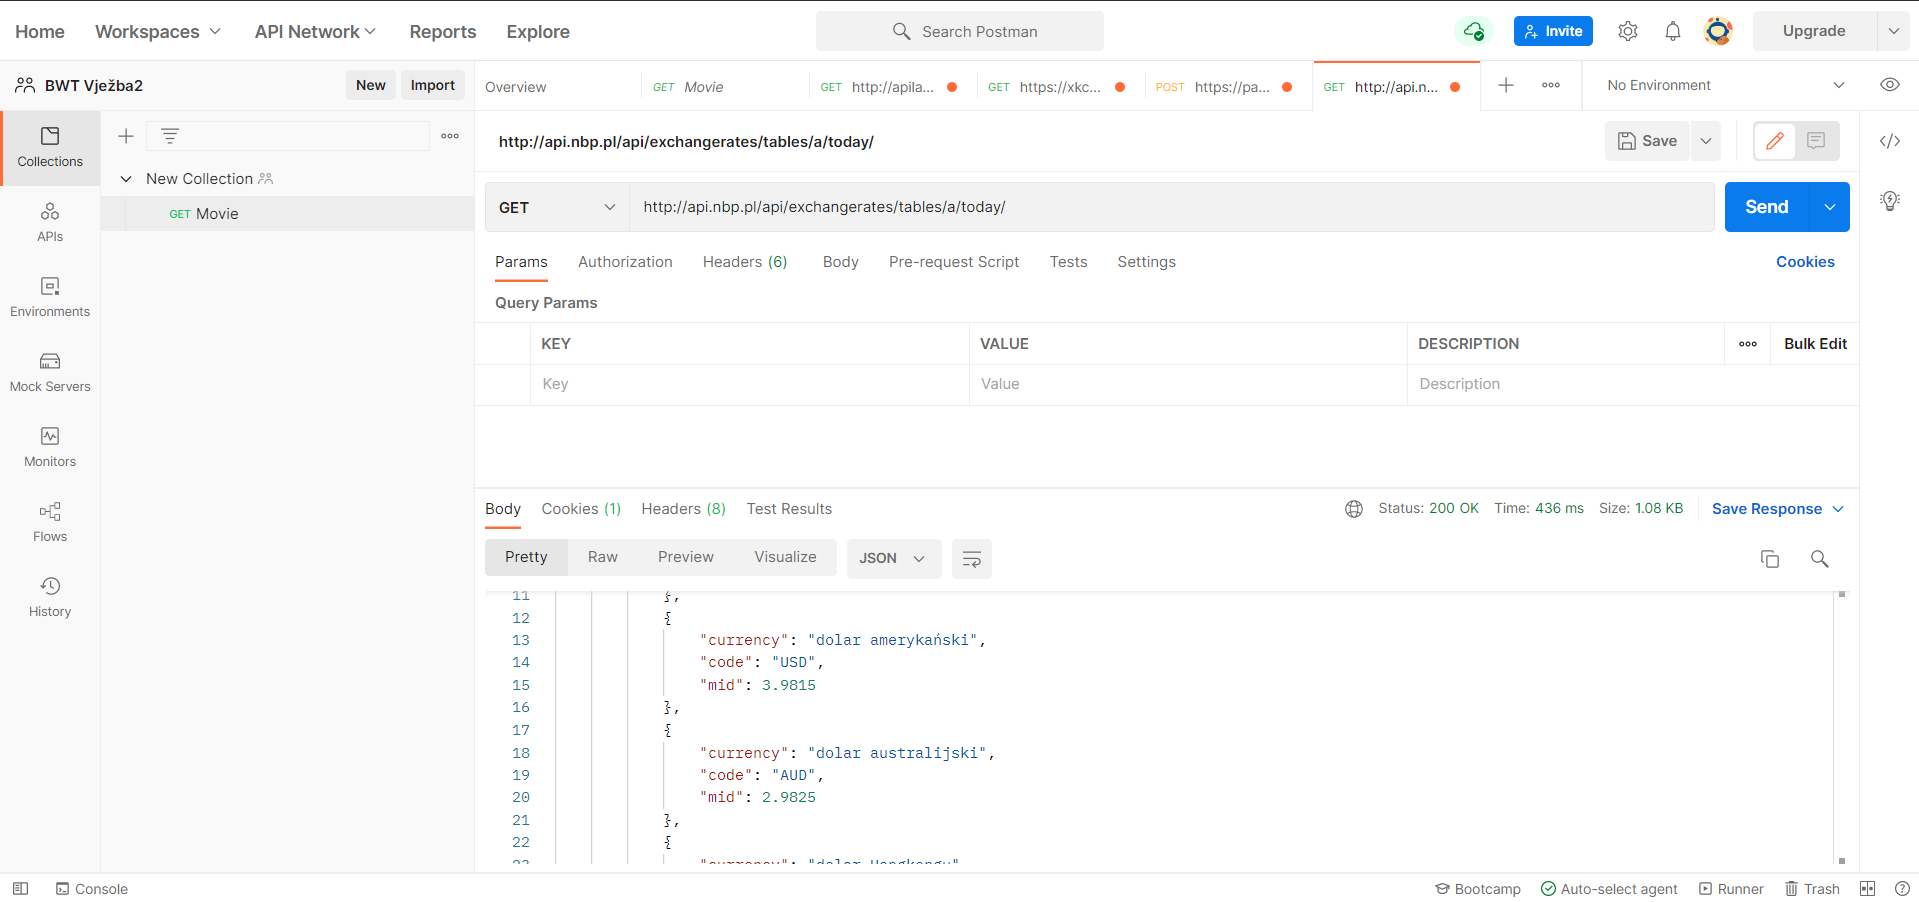 Home Workspaces API Network Reports Explore Search Postman Invite Upgrade
BWT Vježba2 New Import Overview GET Movie GET http://apila... GET https://xkc... POST https://pa... GET http://api.n... No Environment
Collections
New Collection
GET Movie
APIs
Environments
Mock Servers
Monitors
Flows
History
http://api.nbp.pl/api/exchangerates/tables/a/today/ Save
GET http://api.nbp.pl/api/exchangerates/tables/a/today/ Send
Params Authorization Headers (6) Body Pre-request Script Tests Settings Cookies
Query Params
KEY VALUE DESCRIPTION Bulk Edit
Key Value Description
Body Cookies (1) Headers (8) Test Results Status: 200 OK Time: 436 ms Size: 1.08 KB Save Response
Pretty Raw Preview Visualize JSON
11 },
12 {
13 "currency": "dolar amerykański",
14 "code": "USD",
15 "mid": 3.9815
16 },
17 {
18 "currency": "dolar australijski",
19 "code": "AUD",
20 "mid": 2.9825
21 },
22 {
23 "currency": "dolar Hongkongu",
Console Bootcamp Auto-select agent Runner Trash